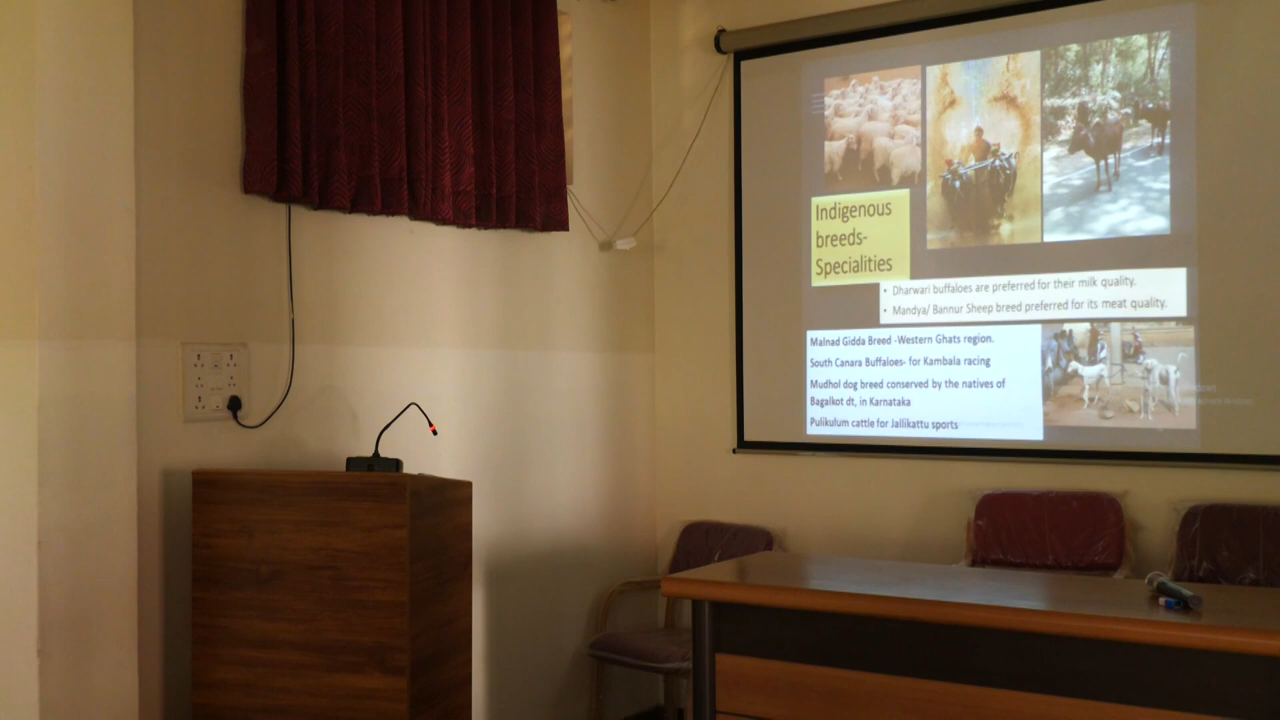 Indigenous
breeds-
Specialities
• Dharwari buffaloes are preferred for their milk quality.
• Mandya/ Bannur Sheep breed preferred for its meat quality.
Malnad Gidda Breed -Western Ghats region.
South Canara Buffaloes- for Kambala racing
Mudhol dog breed conserved by the natives of
Bagalkot dt, in Karnataka
Pulikulum cattle for Jallikattu sports